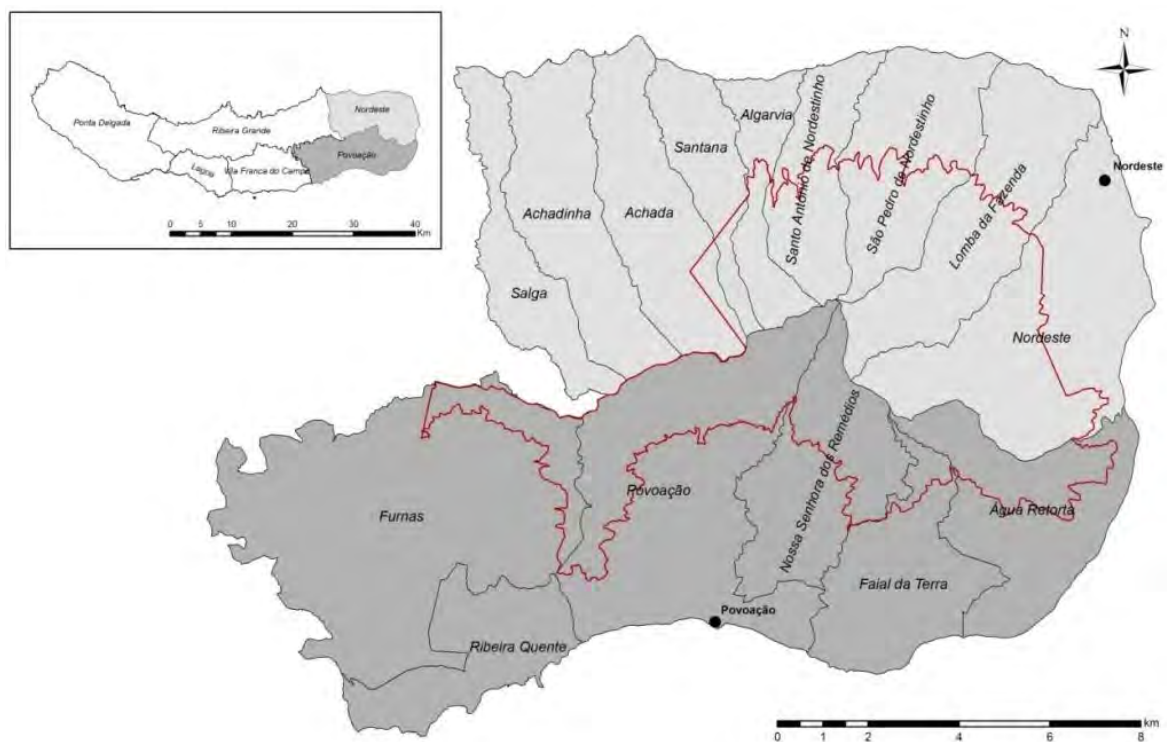 Ponta Delgada
Ribeira Grande
Nordeste
Lagoa
Vila Franca do Campo
Povoação
0 10 20 30 40
Km
N
Salga
Achadinha
Achada
Santana
Algarvia
Santo António de Nordestinho
São Pedro de Nordestinho
Lomba da Fazenda
Nordeste
Nordeste
Furnas
Povoação
Nossa Senhora dos Remédios
Água Retorta
Faial da Terra
Ribeira Quente
Povoação
km
0 1 2 4 6 8